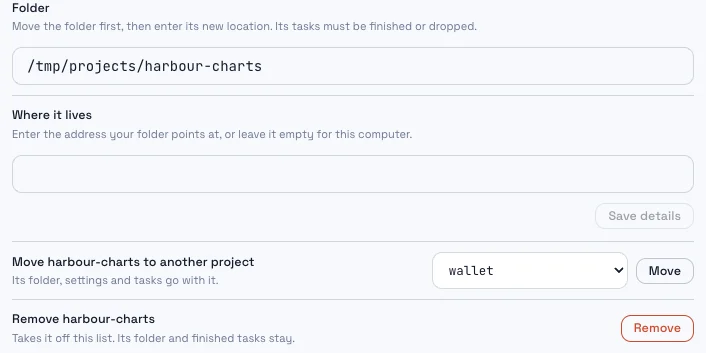 Folder
Move the folder first, then enter its new location. Its tasks must be finished or dropped.
/tmp/projects/harbour-charts
Where it lives
Enter the address your folder points at, or leave it empty for this computer.
Save details
Move harbour-charts to another project
Its folder, settings and tasks go with it.
wallet
Move
Remove harbour-charts
Takes it off this list. Its folder and finished tasks stay.
Remove